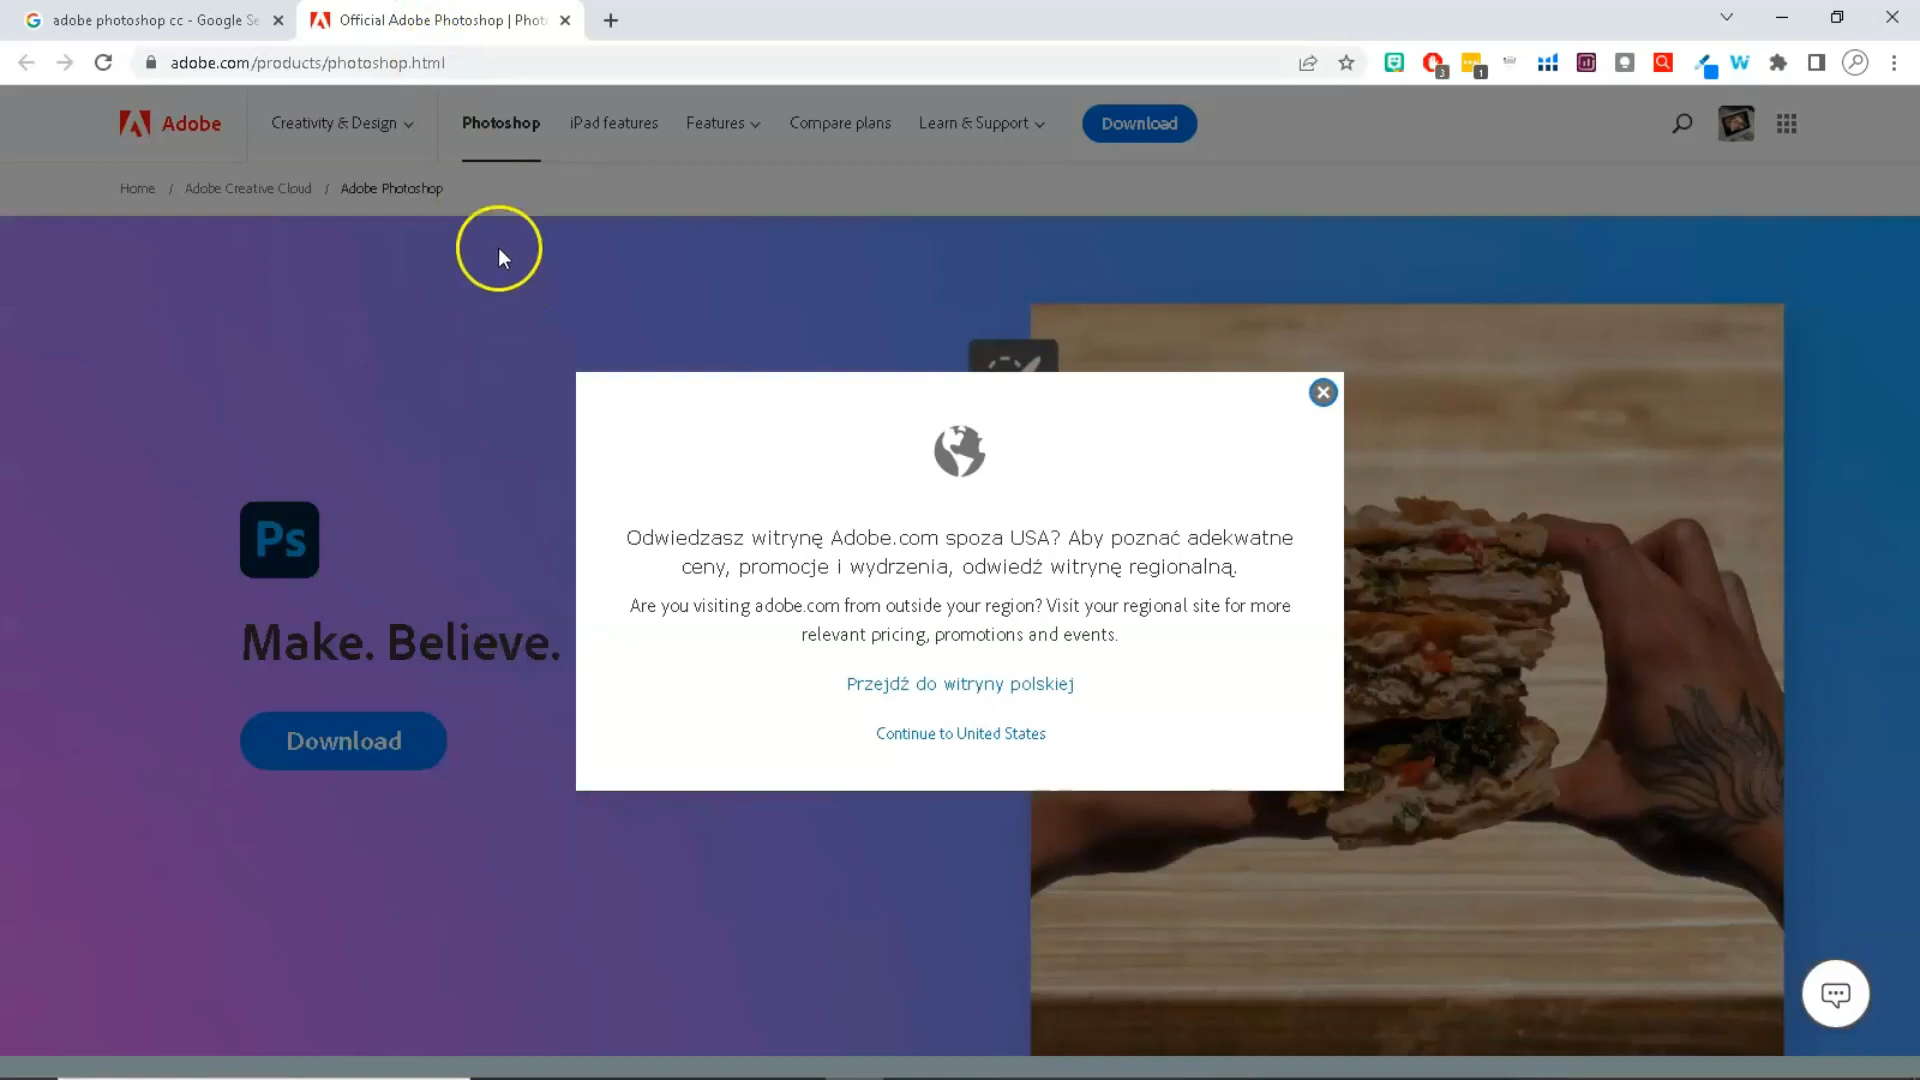 adobe photoshop cc - Google Se
Official Adobe Photoshop | Photo
adobe.com/products/photoshop.html
3
1
W
Adobe
Creativity & Design
Photoshop
iPad features
Features
Compare plans
Learn & Support
Download
Home / Adobe Creative Cloud / Adobe Photoshop
Odwiedzasz witrynę Adobe.com spoza USA? Aby poznać adekwatne
ceny, promocje i wydrzenia, odwiedź witrynę regionalną.
Are you visiting adobe.com from outside your region? Visit your regional site for more
relevant pricing, promotions and events.
Przejdź do witryny polskiej
Continue to United States
Ps
Make. Believe.
Download